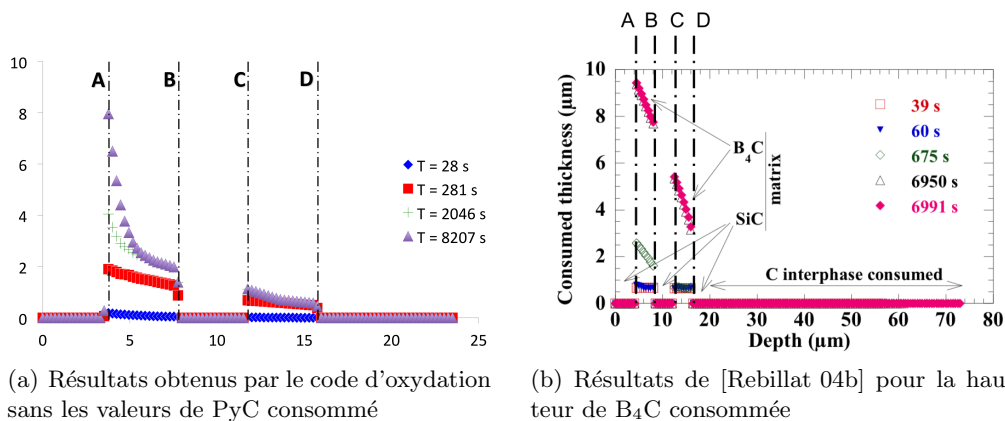 A B C D
10
8
6
4
2
0
0 5 10 15 20 25
T = 28 s
T = 281 s
T = 2046 s
T = 8207 s
(a) Résultats obtenus par le code d'oxydation
sans les valeurs de PyC consommé
A B C D
Consumed thickness (µm)
10
8
6
4
2
0
0 10 20 30 40 50 60 70 80
Depth (µm)
39 s
60 s
675 s
6950 s
6991 s
B₄C
SiC
matrix
C interphase consumed
(b) Résultats de [Rebillat 04b] pour la hau
teur de B₄C consommée